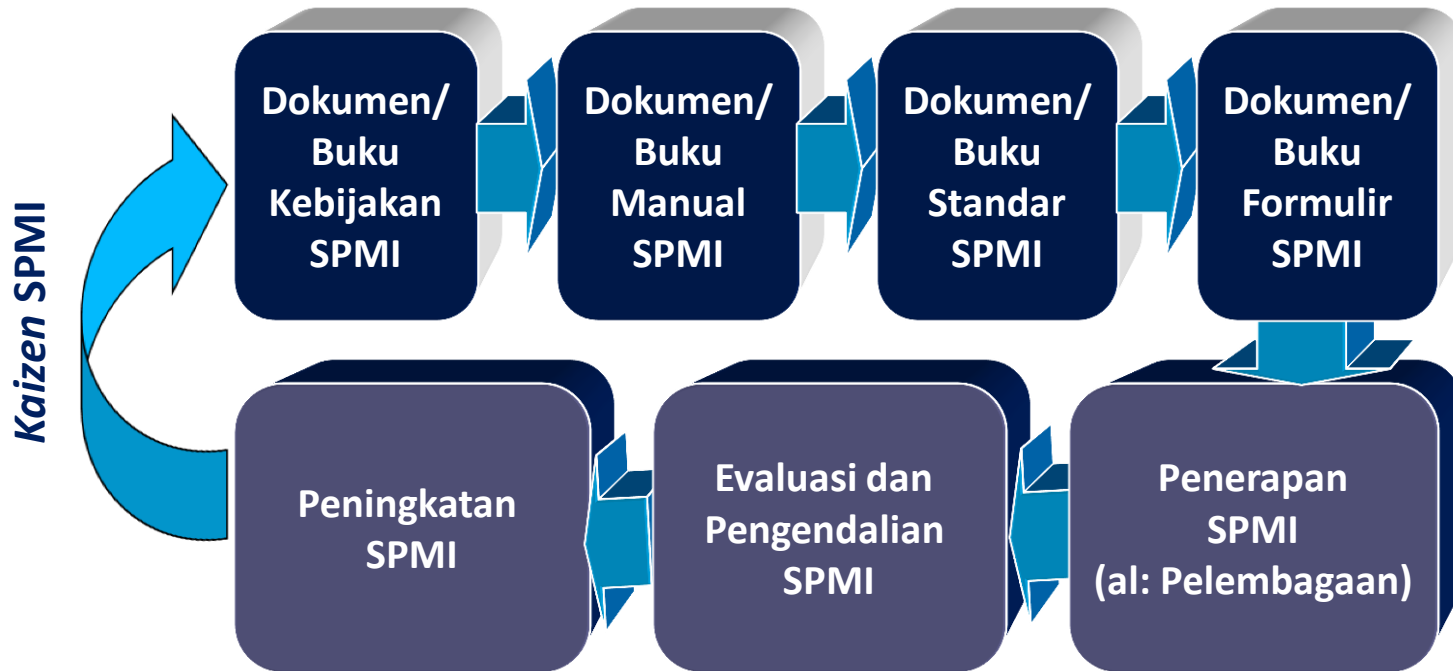 Kaizen SPMI
Dokumen/
Buku
Kebijakan
SPMI
Dokumen/
Buku
Manual
SPMI
Dokumen/
Buku
Standar
SPMI
Dokumen/
Buku
Formulir
SPMI
Peningkatan
SPMI
Evaluasi dan
Pengendalian
SPMI
Penerapan
SPMI
(al: Pelembagaan)